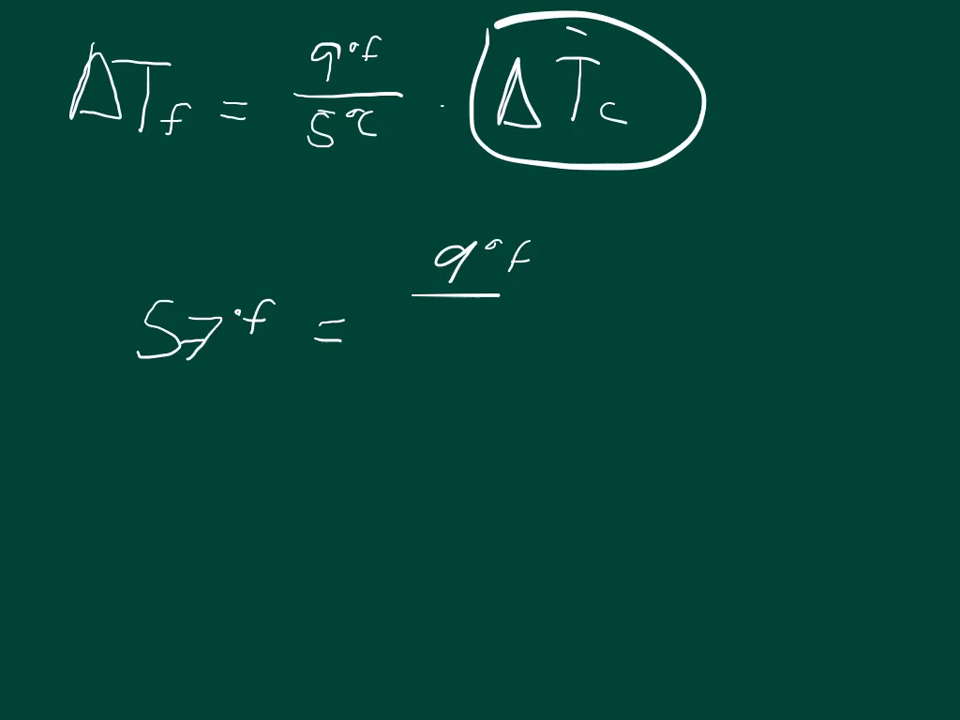 ΔT_f = 9°f / 5°c · ΔT_c
57°f = 9°f /